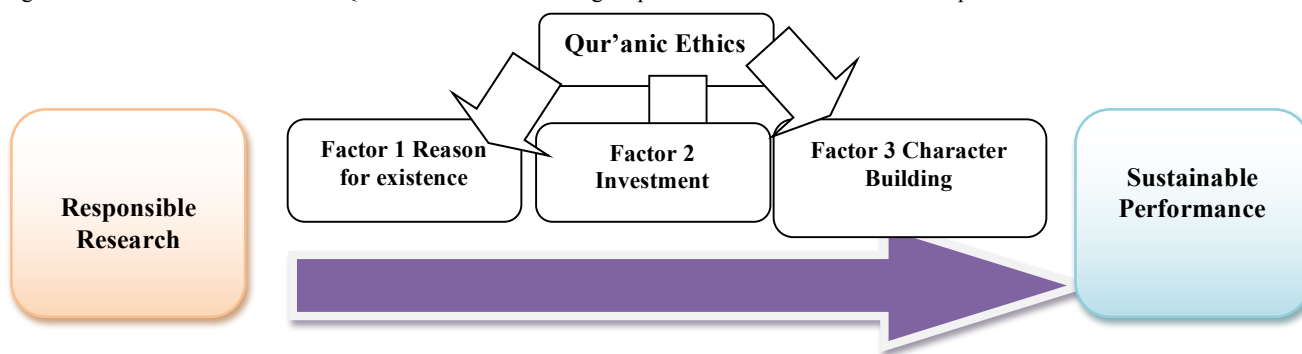 Qur’anic Ethics
Factor 1 Reason
for existence
Factor 2
Investment
Factor 3 Character
Building
Responsible
Research
Sustainable
Performance